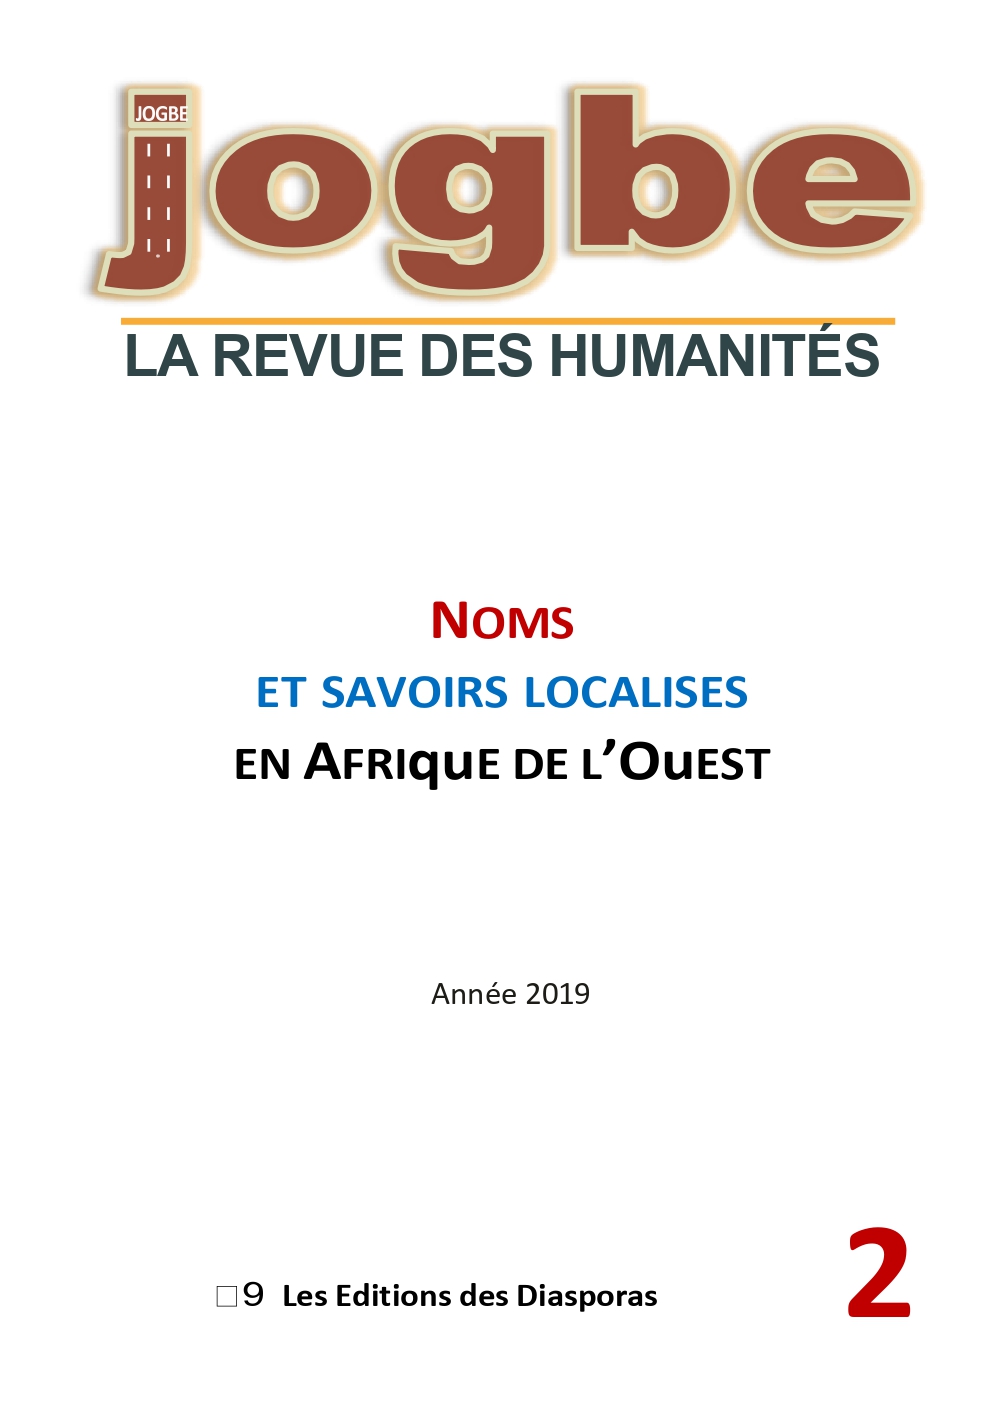 JOGBE
jogbe
LA REVUE DES HUMANITÉS
NOMS
ET SAVOIRS LOCALISES
EN AFRIquE DE L’OuEST
Année 2019
□9 Les Editions des Diasporas
2